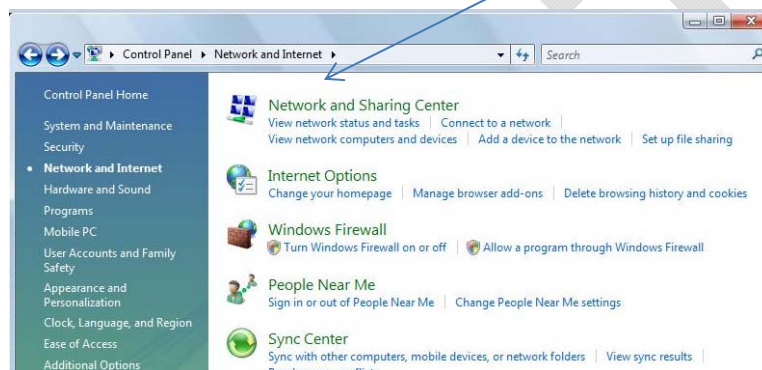 Control Panel Network and Internet Search
Control Panel Home
System and Maintenance
Security
Network and Internet
Hardware and Sound
Programs
Mobile PC
User Accounts and Family
Safety
Appearance and
Personalization
Clock, Language, and Region
Ease of Access
Additional Options
Network and Sharing Center
View network status and tasks Connect to a network
View network computers and devices Add a device to the network Set up file sharing
Internet Options
Change your homepage Manage browser add-ons Delete browsing history and cookies
Windows Firewall
Turn Windows Firewall on or off Allow a program through Windows Firewall
People Near Me
Sign in or out of People Near Me Change People Near Me settings
Sync Center
Sync with other computers, mobile devices, or network folders View sync results